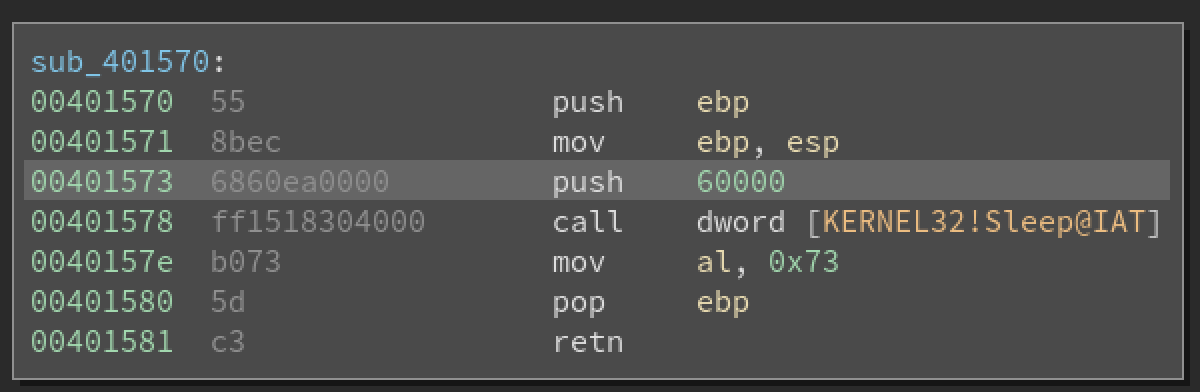 sub_401570:
00401570 55 push ebp
00401571 8bec mov ebp, esp
00401573 6860ea0000 push 60000
00401578 ff1518304000 call dword [KERNEL32!Sleep@IAT]
0040157e b073 mov al, 0x73
00401580 5d pop ebp
00401581 c3 retn